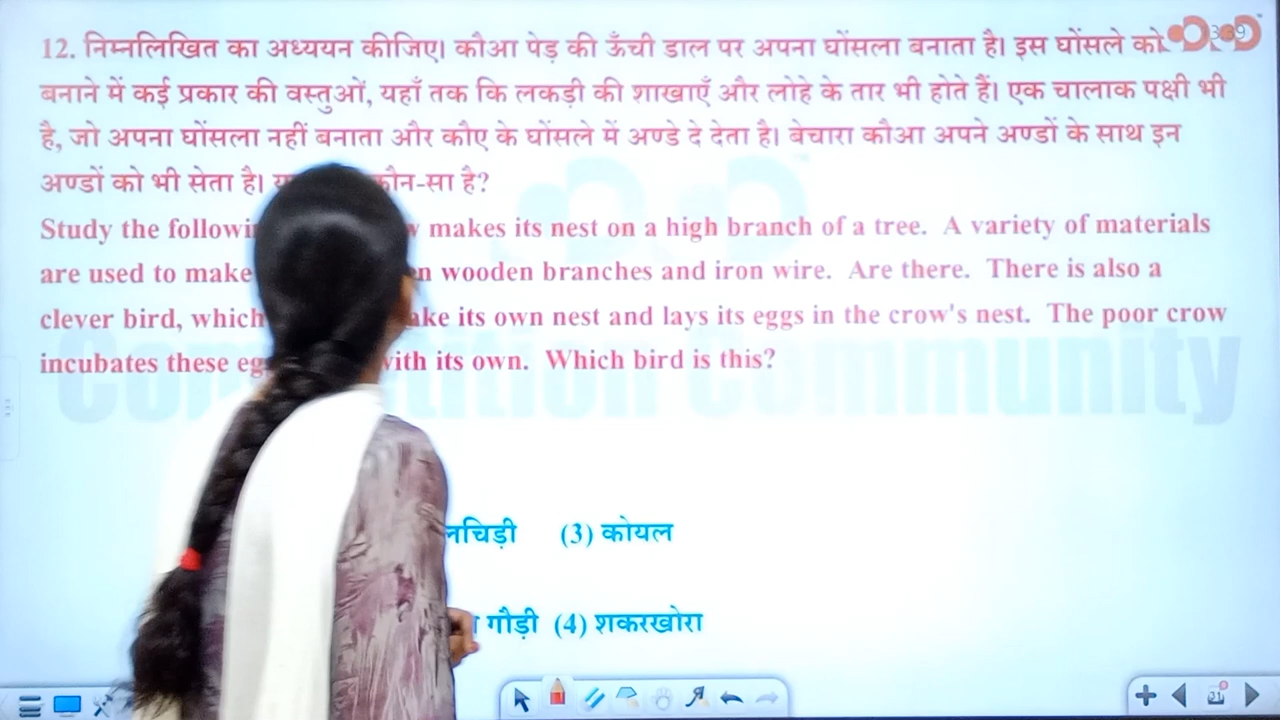 12. निम्नलिखित का अध्ययन कीजिए। कौआ पेड़ की ऊँची डाल पर अपना घोंसला बनाता है। इस घोंसले को
बनाने में कई प्रकार की वस्तुओं, यहाँ तक कि लकड़ी की शाखाएँ और लोहे के तार भी होते हैं। एक चालाक पक्षी भी
है, जो अपना घोंसला नहीं बनाता और कौए के घोंसले में अण्डे दे देता है। बेचारा कौआ अपने अण्डों के साथ इन
अण्डों को भी सेता है। कौन-सा है?
Study the makes its nest on a high branch of a tree. A variety of materials
are used to make wooden branches and iron wire. Are there. There is also a
clever bird, which its own nest and lays its eggs in the crow's nest. The poor crow
incubates these with its own. Which bird is this?
Community
(3) कोयल
गौड़ी (4) शकरखोरा
31